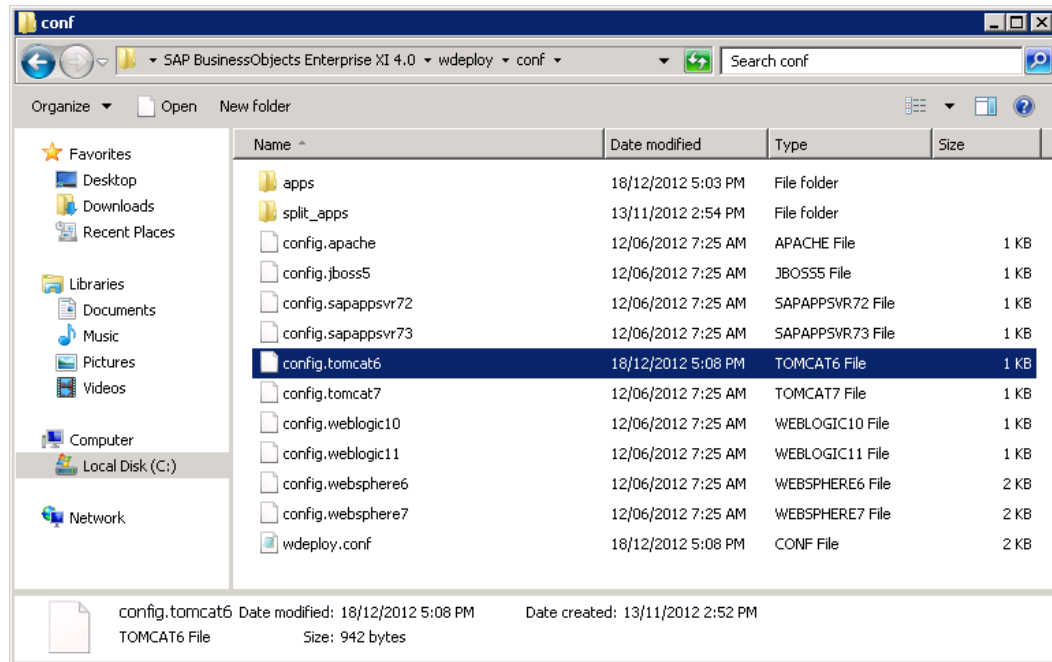 conf
SAP BusinessObjects Enterprise XI 4.0 wdeploy conf
Search conf
Organize Open New folder
Favorites
Desktop
Downloads
Recent Places
Libraries
Documents
Music
Pictures
Videos
Computer
Local Disk (C:)
Network
Name Date modified Type Size
apps 18/12/2012 5:03 PM File folder
split_apps 13/11/2012 2:54 PM File folder
config.apache 12/06/2012 7:25 AM APACHE File 1 KB
config.jboss5 12/06/2012 7:25 AM JBOSS5 File 1 KB
config.sapappsvr72 12/06/2012 7:25 AM SAPAPPSVR72 File 1 KB
config.sapappsvr73 12/06/2012 7:25 AM SAPAPPSVR73 File 1 KB
config.tomcat6 18/12/2012 5:08 PM TOMCAT6 File 1 KB
config.tomcat7 12/06/2012 7:25 AM TOMCAT7 File 1 KB
config.weblogic10 12/06/2012 7:25 AM WEBLOGIC10 File 1 KB
config.weblogic11 12/06/2012 7:25 AM WEBLOGIC11 File 1 KB
config.websphere6 12/06/2012 7:25 AM WEBSPHERE6 File 2 KB
config.websphere7 12/06/2012 7:25 AM WEBSPHERE7 File 2 KB
wdeploy.conf 18/12/2012 5:08 PM CONF File 2 KB
config.tomcat6 Date modified: 18/12/2012 5:08 PM Date created: 13/11/2012 2:52 PM
TOMCAT6 File Size: 942 bytes